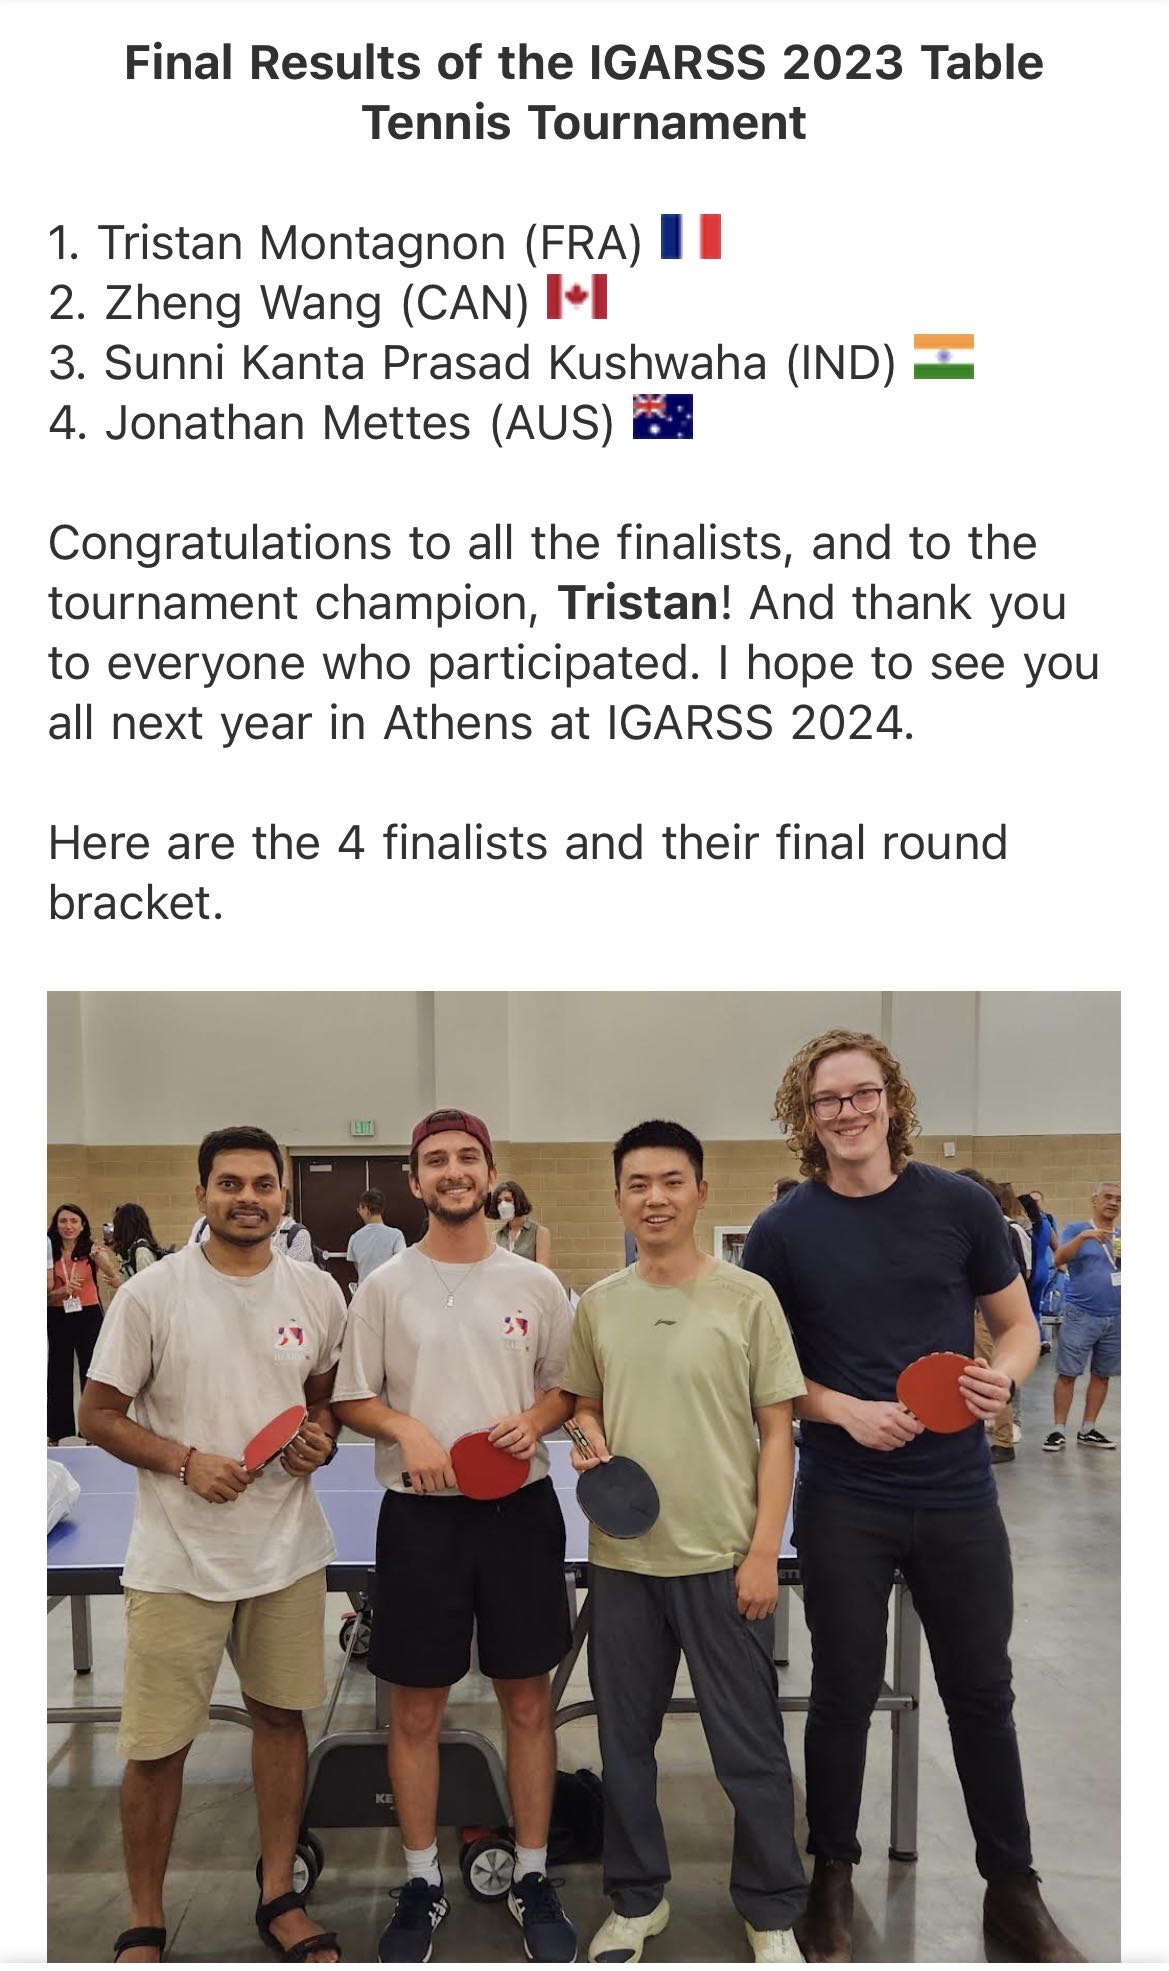 Final Results of the IGARSS 2023 Table
Tennis Tournament
1. Tristan Montagnon (FRA) 🇫🇷
2. Zheng Wang (CAN) 🇨🇦
3. Sunni Kanta Prasad Kushwaha (IND) 🇮🇳
4. Jonathan Mettes (AUS) 🇦🇺
Congratulations to all the finalists, and to the
tournament champion, Tristan! And thank you
to everyone who participated. I hope to see you
all next year in Athens at IGARSS 2024.
Here are the 4 finalists and their final round
bracket.
EXIT
KE